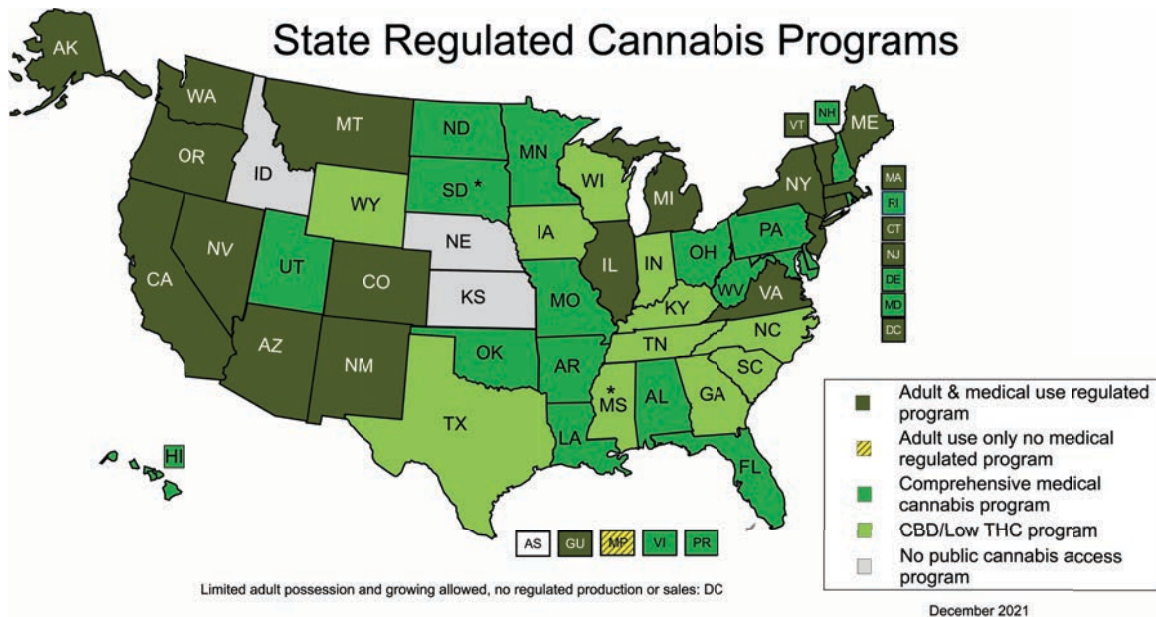 State Regulated Cannabis Programs
AK
WA
MT
ND
MN
VT
NH
ME
OR
ID
SD*
WI
MI
NY
MA
WY
RI
NE
IA
PA
CT
NV
IL
IN
OH
NJ
CA
UT
CO
WV
VA
DE
KS
MO
KY
MD
NC
DC
AZ
NM
OK
TN
AR
SC
*
MS
AL
GA
TX
LA
FL
HI
Adult & medical use regulated
program
Adult use only no medical
regulated program
Comprehensive medical
cannabis program
CBD/Low THC program
No public cannabis access
program
AS
GU
MP
VI
PR
Limited adult possession and growing allowed, no regulated production or sales: DC
December 2021